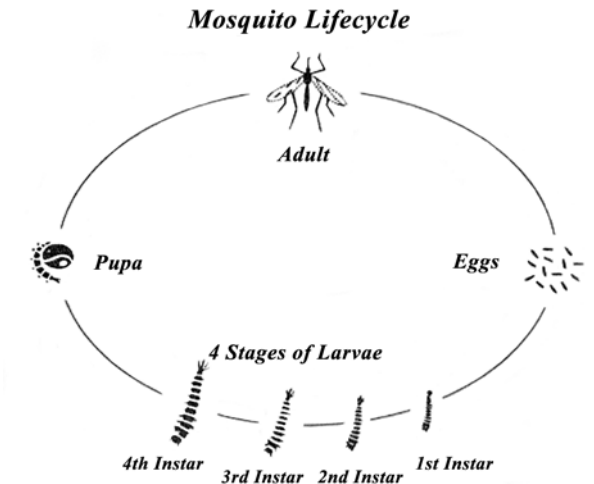 Mosquito Lifecycle
Adult
Pupa
Eggs
4 Stages of Larvae
4th Instar
3rd Instar
2nd Instar
1st Instar